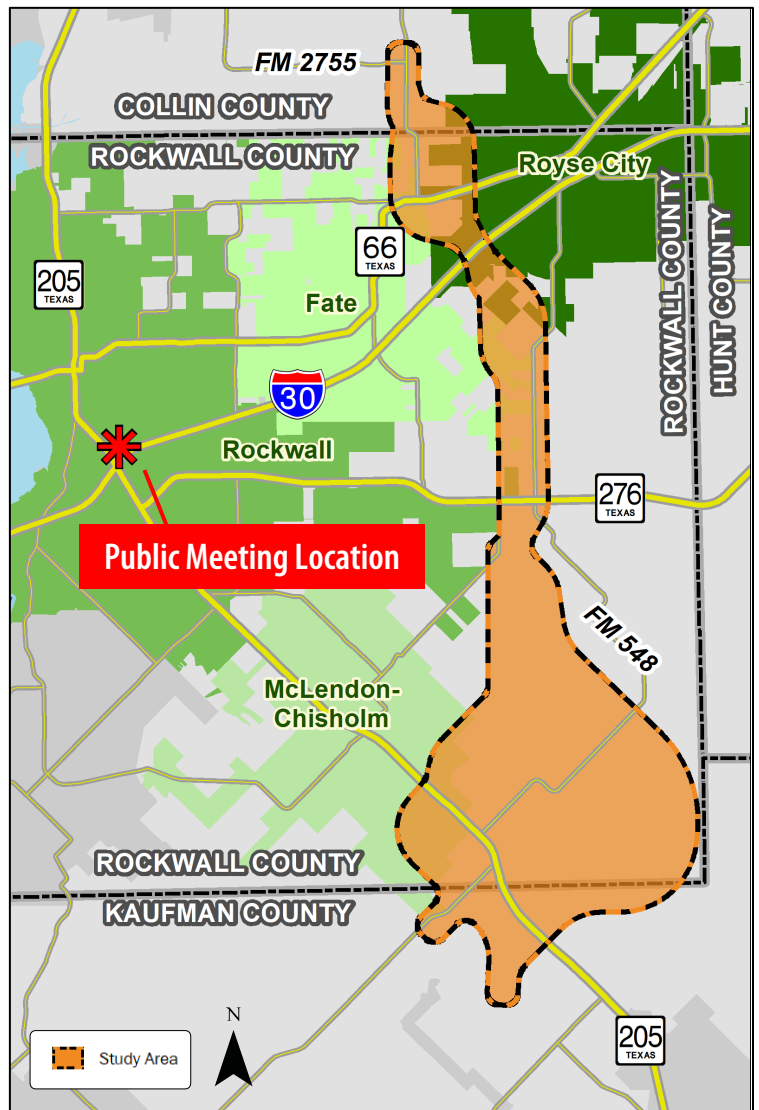 FM 2755
COLLIN COUNTY
ROCKWALL COUNTY
Royse City
66
TEXAS
205
TEXAS
Fate
ROCKWALL COUNTY
HUNT COUNTY
30
Rockwall
276
TEXAS
Public Meeting Location
FM 548
McLendon-
Chisholm
ROCKWALL COUNTY
KAUFMAN COUNTY
N
Study Area
205
TEXAS